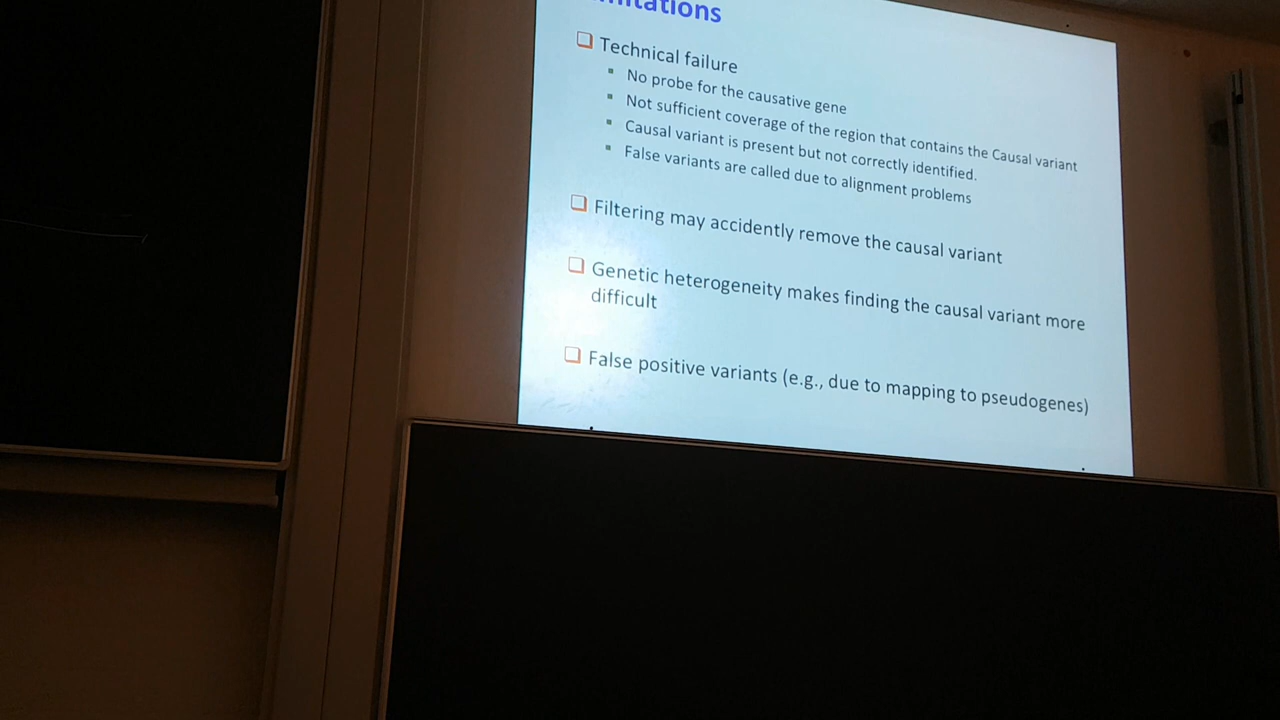 Limitations
❑ Technical failure
▪ No probe for the causative gene
▪ Not sufficient coverage of the region that contains the Causal variant
▪ Causal variant is present but not correctly identified.
▪ False variants are called due to alignment problems
❑ Filtering may accidently remove the causal variant
❑ Genetic heterogeneity makes finding the causal variant more
difficult
❑ False positive variants (e.g., due to mapping to pseudogenes)